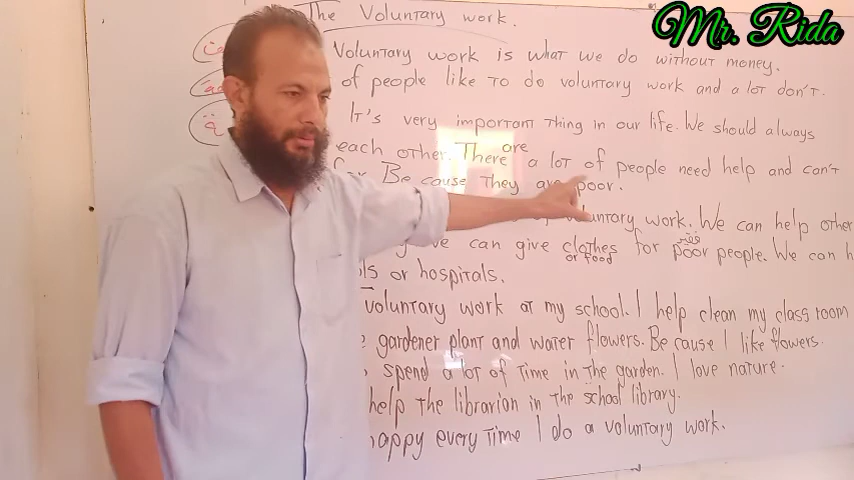 Mr. Rida
The Voluntary work.
Voluntary work is what we do without money.
of people like to do voluntary work and a lot don't.
It's very important thing in our life. We should always
each other. There are a lot of people need help and can't
Because they are poor.
voluntary work. We can help other
we can give clothes or food for poor فقير people. We can h
ls or hospitals.
voluntary work at my school. I help clean my class room
gardener plant and water flowers. Because I like flowers.
spend a lot of time in the garden. I love nature.
help the librarian in the school library.
happy every time I do a voluntary work.